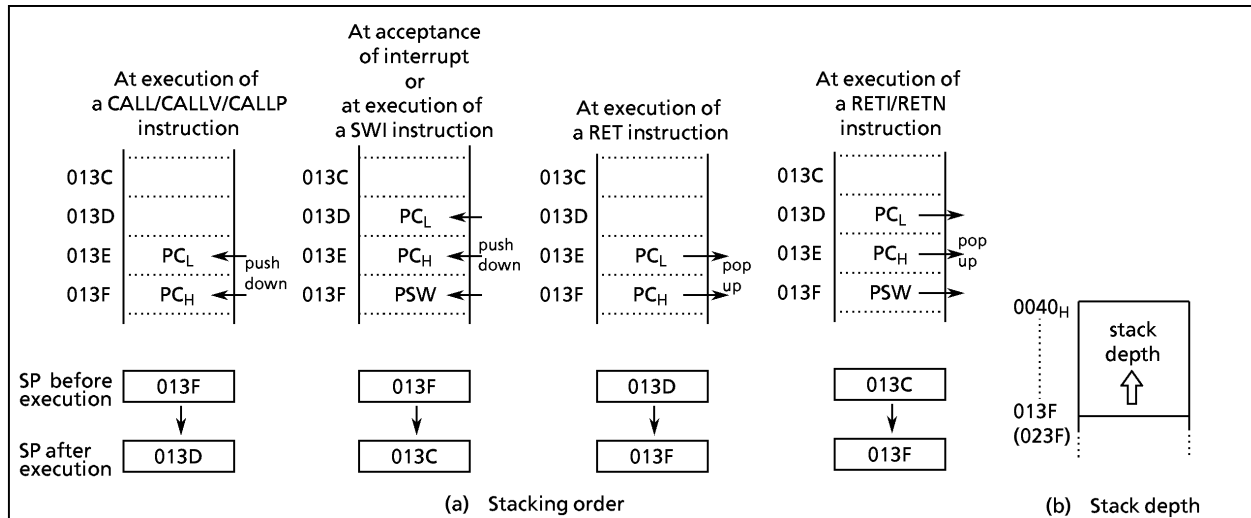 At execution of
a CALL/CALLV/CALLP
instruction
013C
013D
013E PCL
013F PCH
push
down
At acceptance
of interrupt
or
at execution of
a SWI instruction
013C
013D PCL
013E PCH
013F PSW
push
down
At execution of
a RET instruction
013C
013D
013E PCL
013F PCH
pop
up
At execution of
a RETI/RETN
instruction
013C
013D PCL
013E PCH
013F PSW
pop
up
SP before
execution
013F 013F 013D 013C
SP after
execution
013D 013C 013F 013F
(a) Stacking order
0040H
stack
depth
013F
(023F)
(b) Stack depth